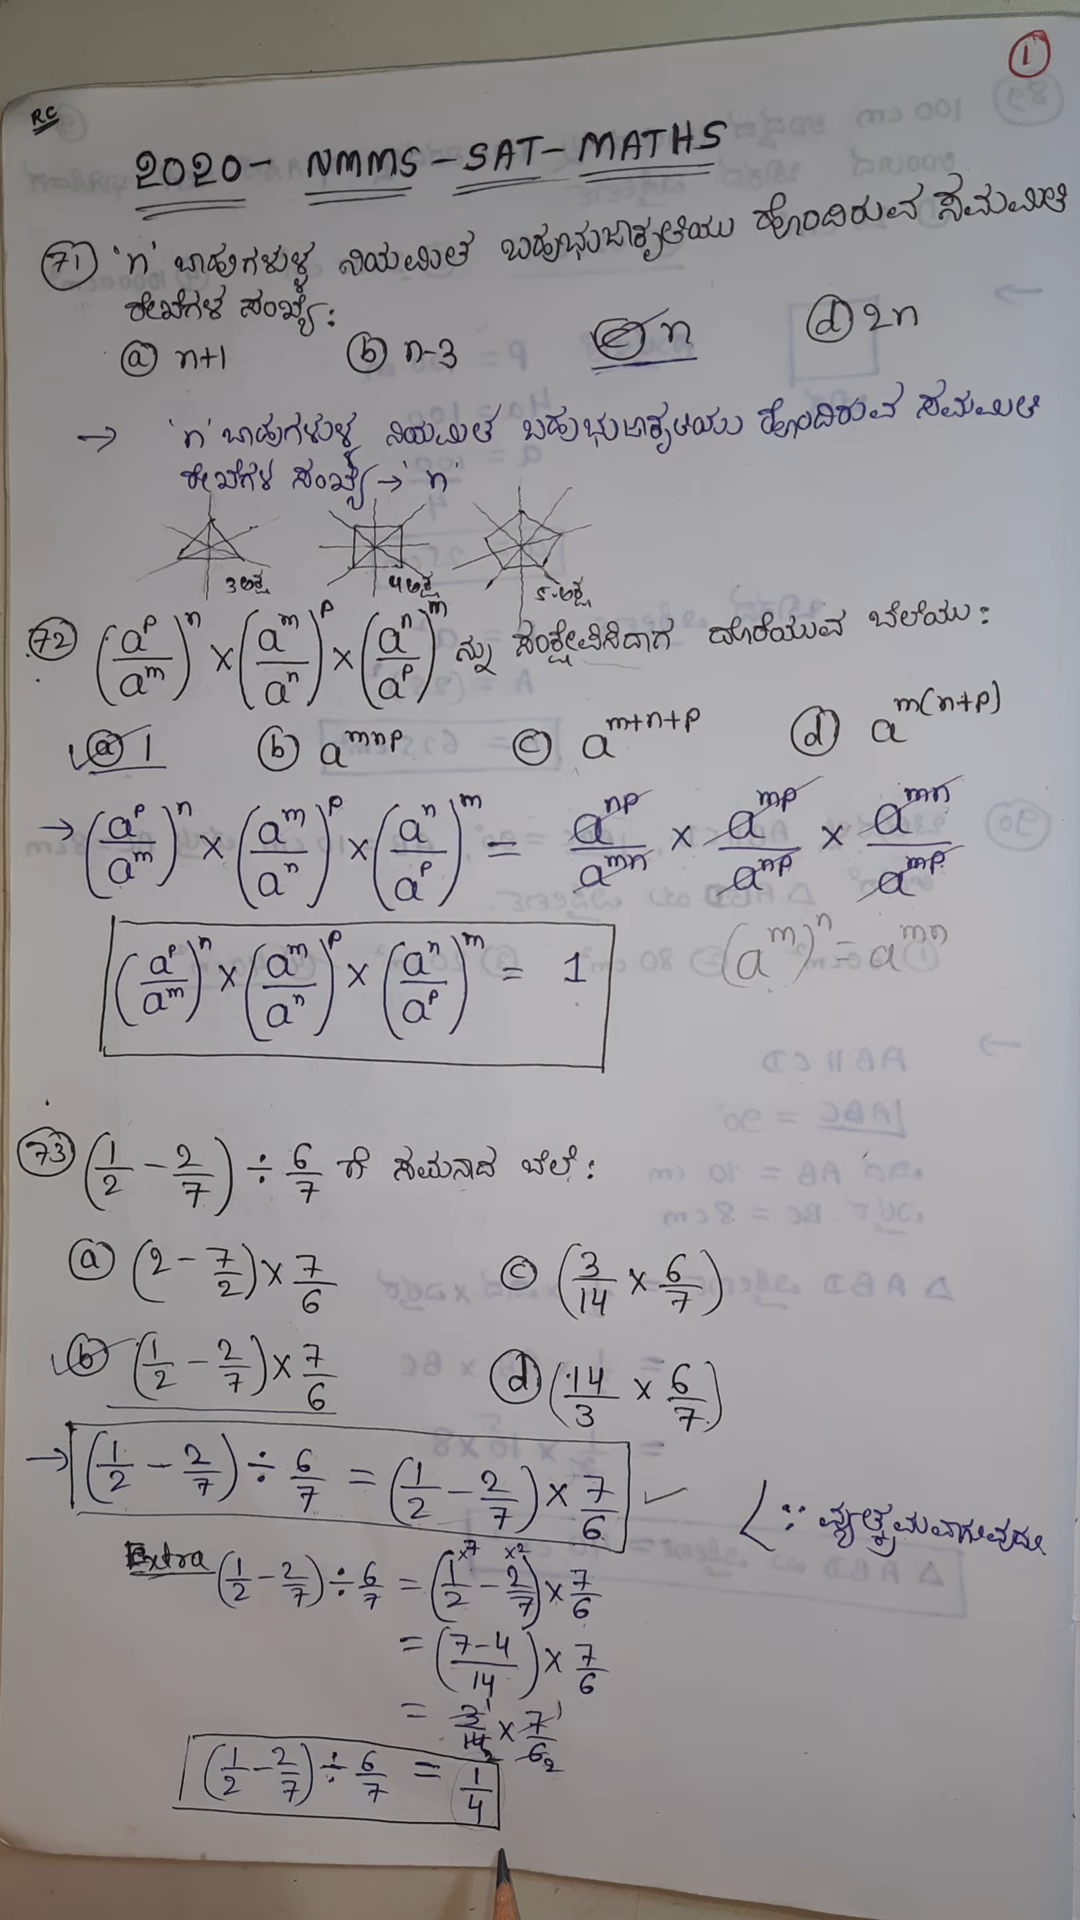 1
RC
2020- NMMS-SAT-MATHS
71) 'n' ಬಾಹುಗಳುಳ್ಳ ನಿಯಮಿತ ಬಹುಭುಜಾಕೃತಿಯು ಹೊಂದಿರುವ ಸಮಮಿತಿ
ರೇಖೆಗಳ ಸಂಖ್ಯೆ:
(a) n+1 (b) n-3 (c) n (d) 2n
→ 'n' ಬಾಹುಗಳುಳ್ಳ ನಿಯಮಿತ ಬಹುಭುಜಾಕೃತಿಯು ಹೊಂದಿರುವ ಸಮಮಿತಿ
ರೇಖೆಗಳ ಸಂಖ್ಯೆ → 'n'
3 ಅಕ್ಷ 4 ಅಕ್ಷ 5-ಅಕ್ಷ
72) (a^p/a^m)^n × (a^m/a^n)^p × (a^n/a^p)^m ನ್ನು ಸಂಕ್ಷೇಪಿಸಿದಾಗ ದೊರೆಯುವ ಬೆಲೆಯು:
(a) 1 (b) a^mnp (c) a^m+n+p (d) a^m(n+p)
→ (a^p/a^m)^n × (a^m/a^n)^p × (a^n/a^p)^m = a^np/a^mn × a^mp/a^np × a^mn/a^mp
(a^p/a^m)^n × (a^m/a^n)^p × (a^n/a^p)^m = 1 (a^m)^n = a^mn
73) (1/2 - 2/7) ÷ 6/7 ಗೆ ಸಮನಾದ ಬೆಲೆ:
(a) (2 - 7/2) × 7/6 (c) (3/14 × 6/7)
(b) (1/2 - 2/7) × 7/6 (d) (14/3 × 6/7)
→ (1/2 - 2/7) ÷ 6/7 = (1/2 - 2/7) × 7/6 ✓ (∵ ವ್ಯುತ್ಕ್ರಮವಾಗುವುದು
Extra (1/2 - 2/7) ÷ 6/7 = (1/2 ×7 - 2/7 ×2) × 7/6
= (7-4/14) × 7/6
= 3/14 × 7/6
(1/2 - 2/7) ÷ 6/7 = 1/4